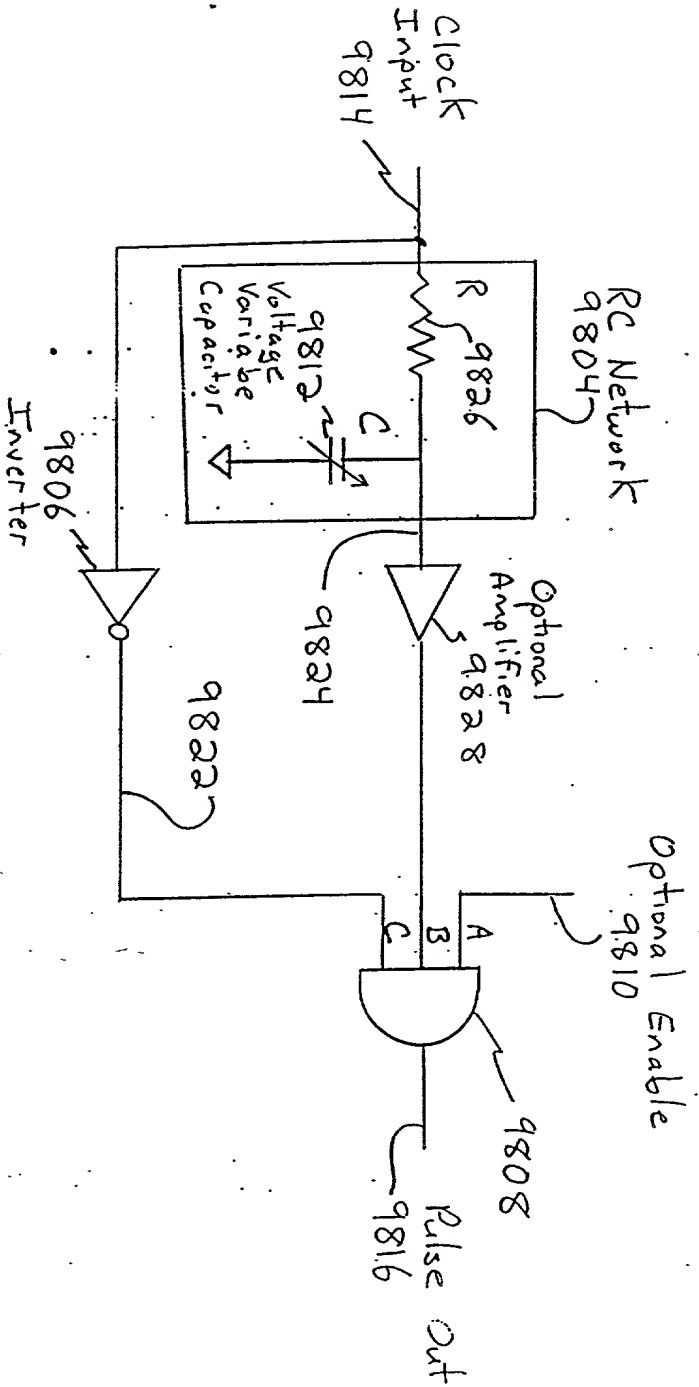 Clock
Input
9814
RC Network
9804
R
9826
C
9812
Voltage
Variabe
Capacitor
9824
Optional
Amplifier
9828
9806
Inverter
9822
Optional Enable
9810
A
B
C
9808
Pulse Out
9816